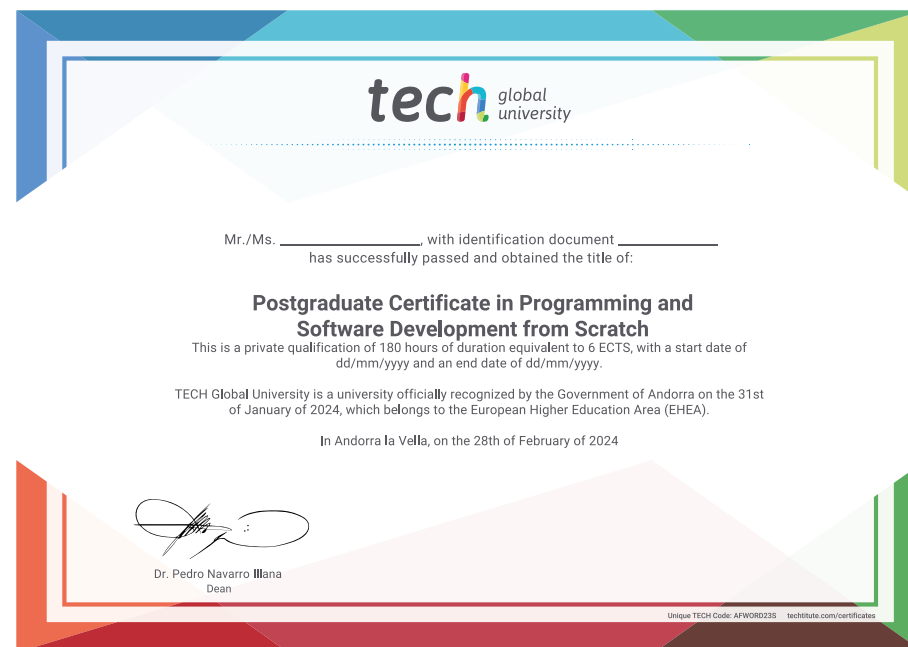 tech global
university
Mr./Ms. ____________, with identification document ____________
has successfully passed and obtained the title of:
Postgraduate Certificate in Programming and
Software Development from Scratch
This is a private qualification of 180 hours of duration equivalent to 6 ECTS, with a start date of
dd/mm/yyyy and an end date of dd/mm/yyyy.
TECH Global University is a university officially recognized by the Government of Andorra on the 31st
of January of 2024, which belongs to the European Higher Education Area (EHEA).
In Andorra la Vella, on the 28th of February of 2024
Dr. Pedro Navarro Illana
Dean
Unique TECH Code: AFWORD23S techtitute.com/certificates